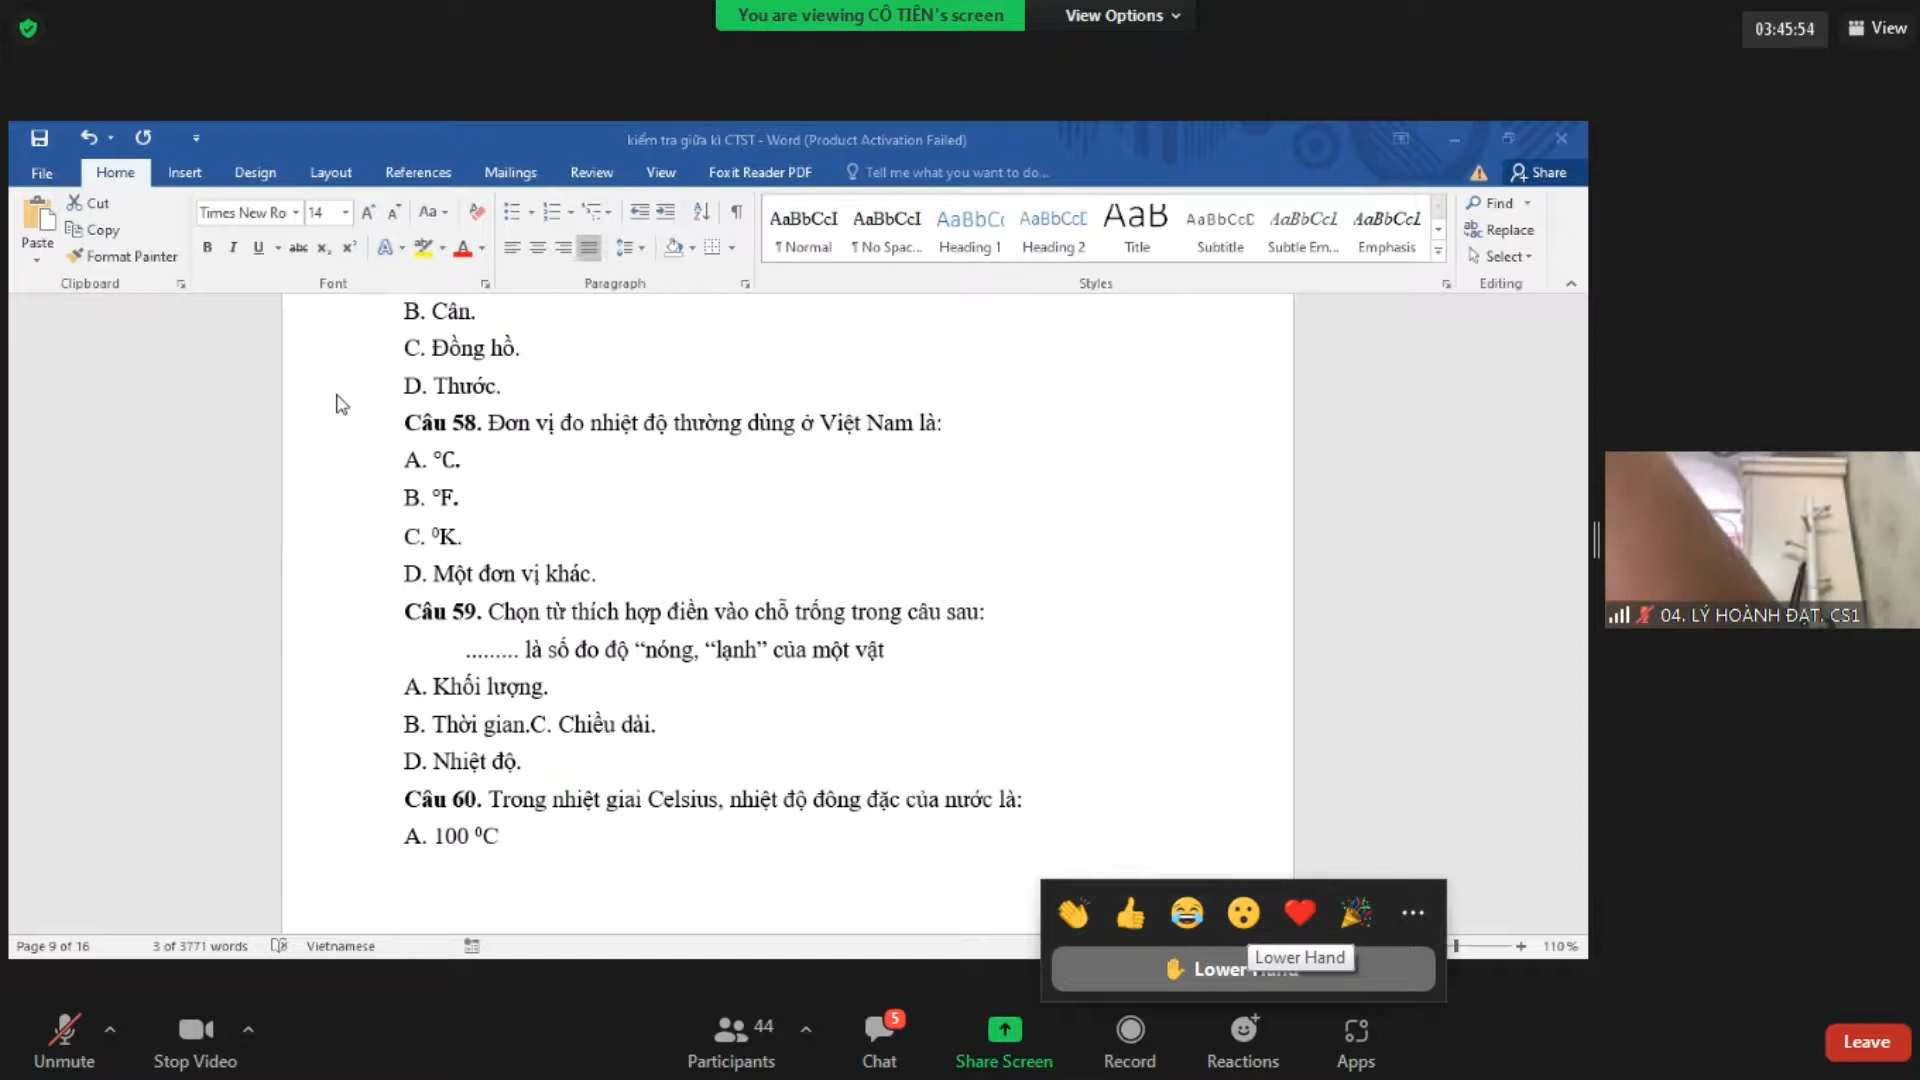 You are viewing CÔ TIÊN's screen
View Options
03:45:54
View
kiểm tra giữa kì CTST - Word (Product Activation Failed)
File
Home
Insert
Design
Layout
References
Mailings
Review
View
Foxit Reader PDF
Tell me what you want to do...
Share
Paste
Cut
Copy
Format Painter
Clipboard
Times New Ro
14
Font
Paragraph
AaBbCcI
¶ Normal
AaBbCcI
¶ No Spac...
AaBbCc
Heading 1
AaBbCcD
Heading 2
AaB
Title
AaBbCcD
Subtitle
AaBbCcI
Subtle Em...
AaBbCcI
Emphasis
Styles
Find
Replace
Select
Editing
B. Cân.
C. Đồng hồ.
D. Thước.
Câu 58. Đơn vị đo nhiệt độ thường dùng ở Việt Nam là:
A. °C.
B. °F.
C. ⁰K.
D. Một đơn vị khác.
Câu 59. Chọn từ thích hợp điền vào chỗ trống trong câu sau:
......... là số đo độ “nóng, “lạnh” của một vật
A. Khối lượng.
B. Thời gian.C. Chiều dài.
D. Nhiệt độ.
Câu 60. Trong nhiệt giai Celsius, nhiệt độ đông đặc của nước là:
A. 100 ⁰C
04. LÝ HOÀNH ĐẠT. CS1
Lower Hand
Lower
Page 9 of 16
3 of 3771 words
Vietnamese
110%
Unmute
Stop Video
44
Participants
5
Chat
Share Screen
Record
Reactions
Apps
Leave